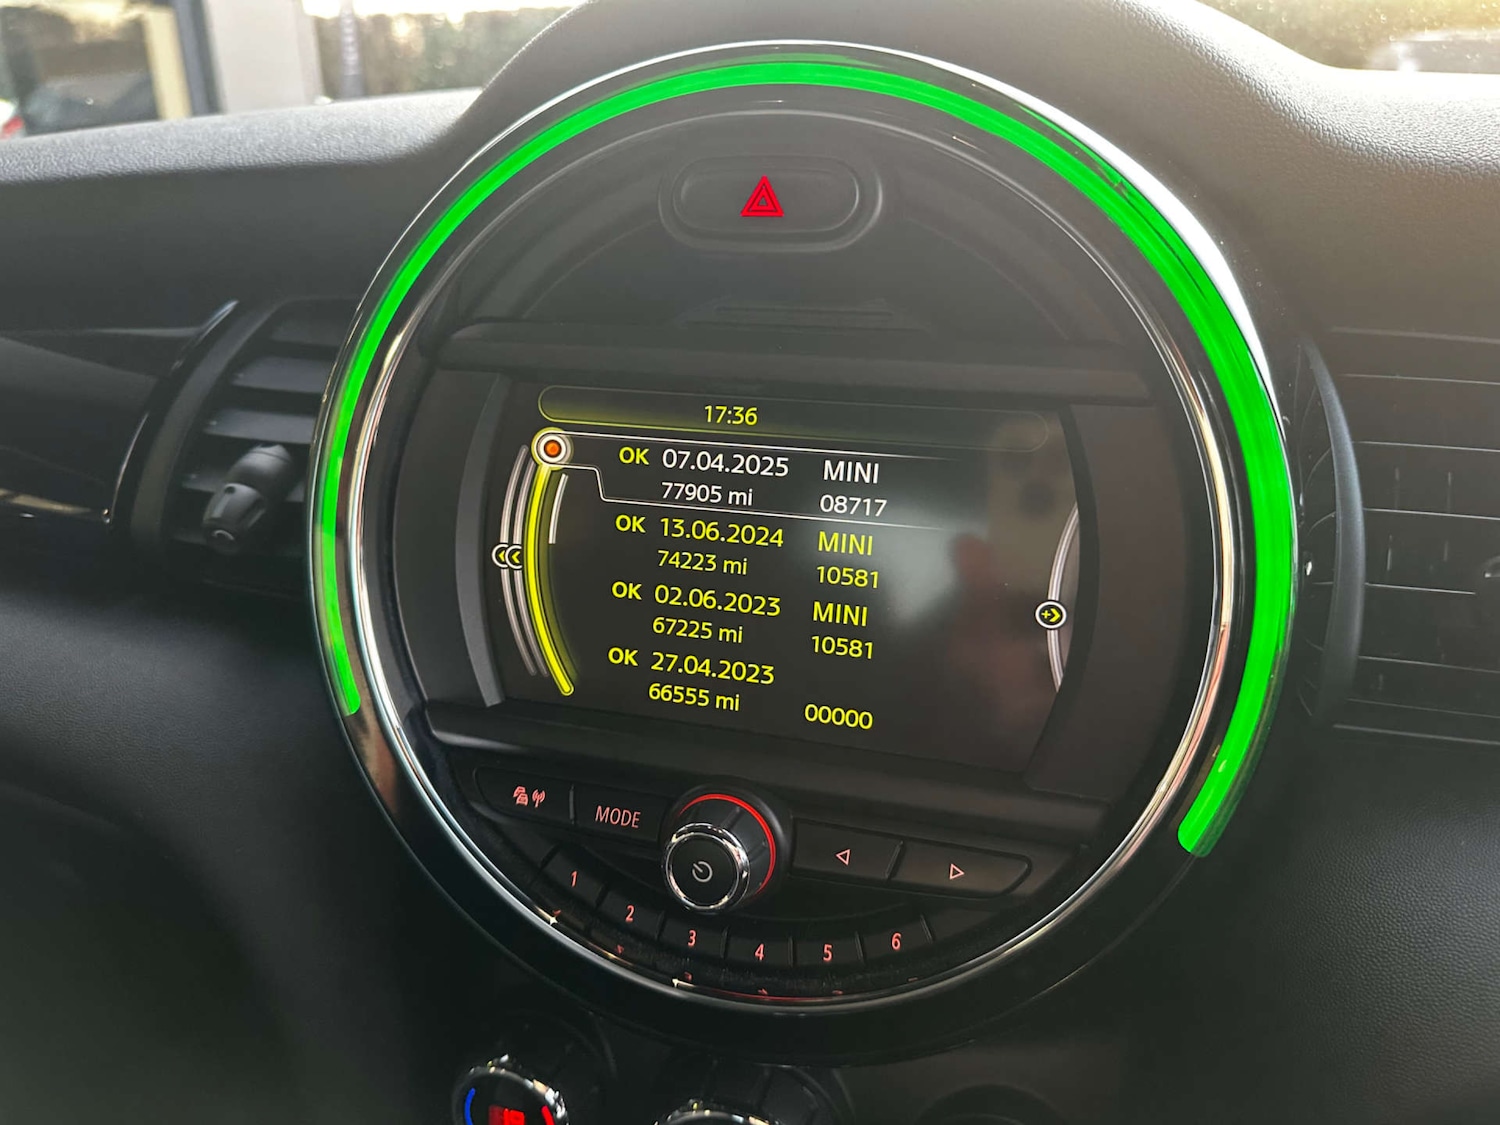 17:36
OK 07.04.2025 MINI
77905 mi 08717
OK 13.06.2024 MINI
74223 mi 10581
OK 02.06.2023 MINI
67225 mi 10581
OK 27.04.2023
66555 mi 00000
MODE
1 2 3 4 5 6